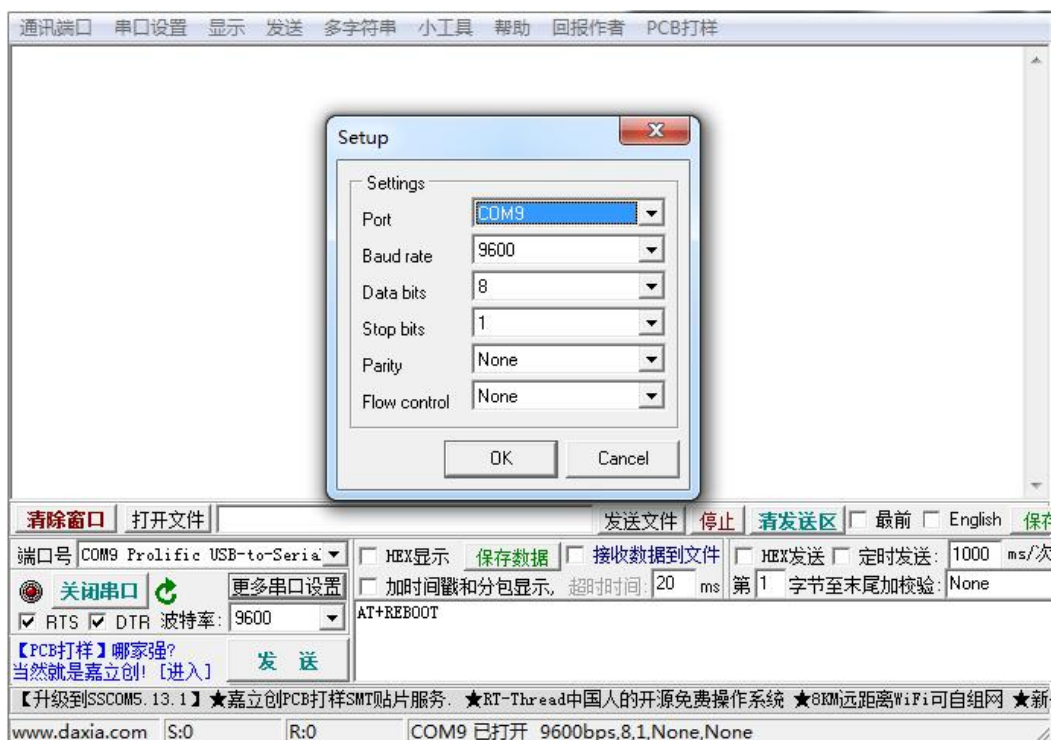 通讯端口 串口设置 显示 发送 多字符串 小工具 帮助 回报作者 PCB打样
Setup
Settings
Port COM9
Baud rate 9600
Data bits 8
Stop bits 1
Parity None
Flow control None
OK Cancel
清除窗口 打开文件 发送文件 停止 清发送区 最前 English 保存
端口号 COM9 Prolific USB-to-Seria HEX显示 保存数据 接收数据到文件 HEX发送 定时发送: 1000 ms/次
关闭串口 更多串口设置 加时间戳和分包显示, 超时时间: 20 ms 第 1 字节至末尾加校验: None
RTS DTR 波特率: 9600 AT+REBOOT
【PCB打样】哪家强?
当然就是嘉立创! [进入] 发 送
【升级到SSCOM5.13.1】★嘉立创PCB打样SMT贴片服务. ★RT-Thread中国人的开源免费操作系统 ★8KM远距离WiFi可自组网 ★新
www.daxia.com S:0 R:0 COM9 已打开 9600bps,8,1,None,None